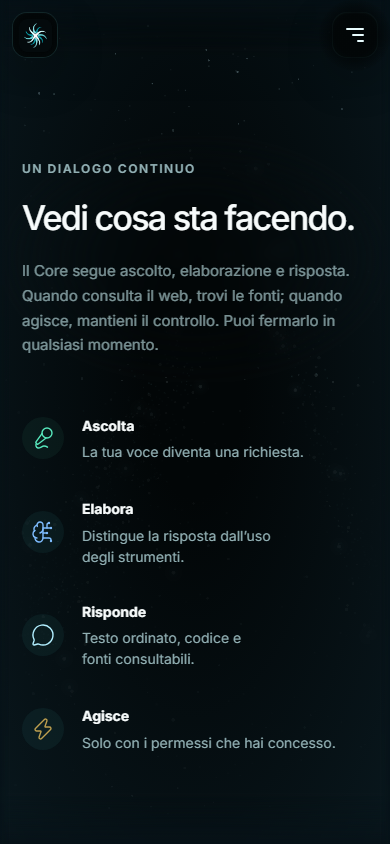 UN DIALOGO CONTINUO
Vedi cosa sta facendo.
Il Core segue ascolto, elaborazione e risposta.
Quando consulta il web, trovi le fonti; quando
agisce, mantieni il controllo. Puoi fermarlo in
qualsiasi momento.
Ascolta
La tua voce diventa una richiesta.
Elabora
Distingue la risposta dall’uso
degli strumenti.
Risponde
Testo ordinato, codice e
fonti consultabili.
Agisce
Solo con i permessi che hai concesso.